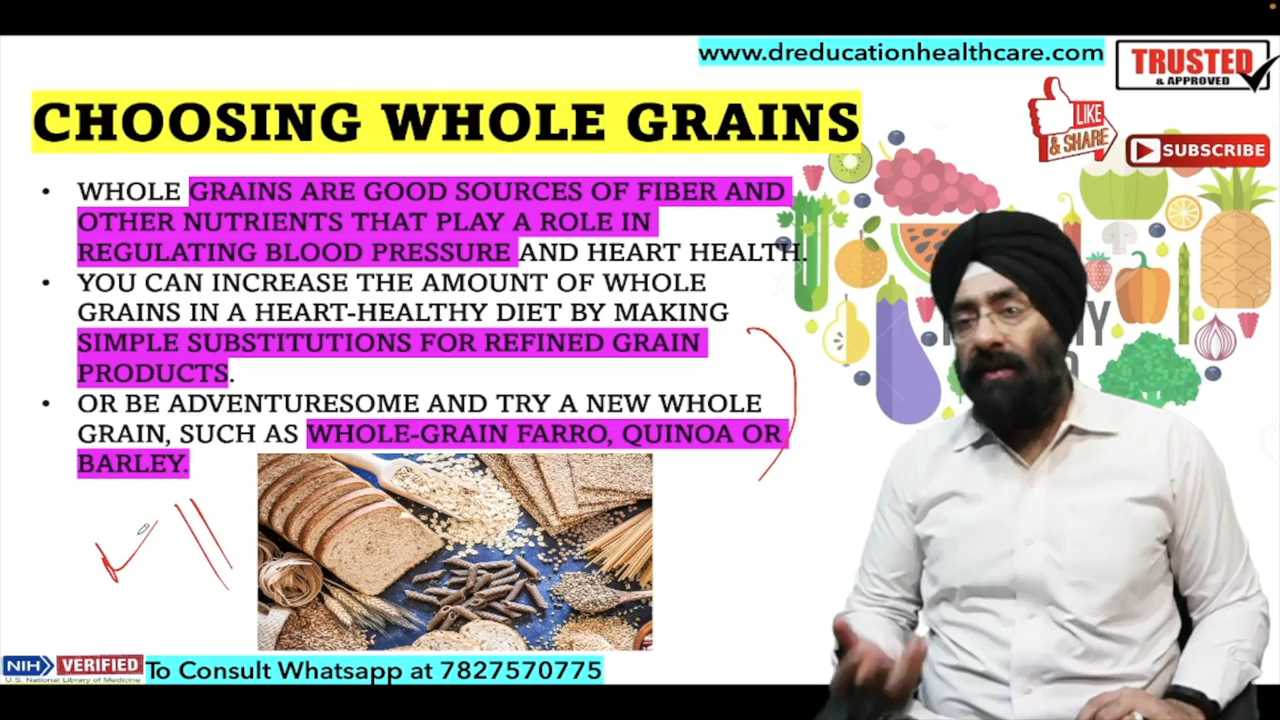 www.dreducationhealthcare.com
TRUSTED
& APPROVED
LIKE
& SHARE
SUBSCRIBE
CHOOSING WHOLE GRAINS
• WHOLE GRAINS ARE GOOD SOURCES OF FIBER AND
OTHER NUTRIENTS THAT PLAY A ROLE IN
REGULATING BLOOD PRESSURE AND HEART HEALTH.
• YOU CAN INCREASE THE AMOUNT OF WHOLE
GRAINS IN A HEART-HEALTHY DIET BY MAKING
SIMPLE SUBSTITUTIONS FOR REFINED GRAIN
PRODUCTS.
• OR BE ADVENTURESOME AND TRY A NEW WHOLE
GRAIN, SUCH AS WHOLE-GRAIN FARRO, QUINOA OR
BARLEY.
NIH VERIFIED
U.S. National Library of Medicine
To Consult Whatsapp at 7827570775